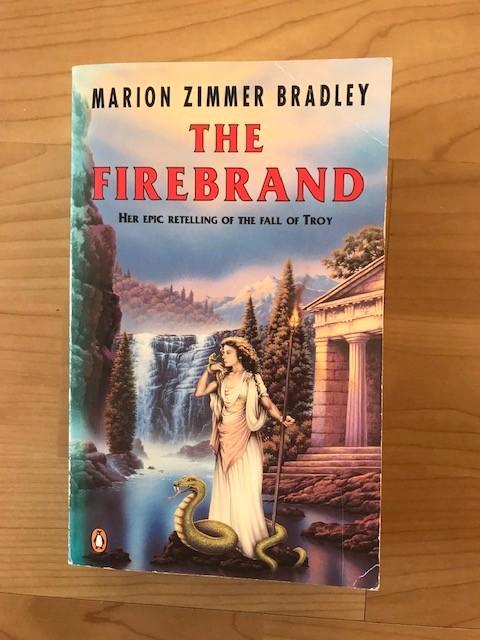 MARION ZIMMER BRADLEY
THE
FIREBRAND
HER EPIC RETELLING OF THE FALL OF TROY